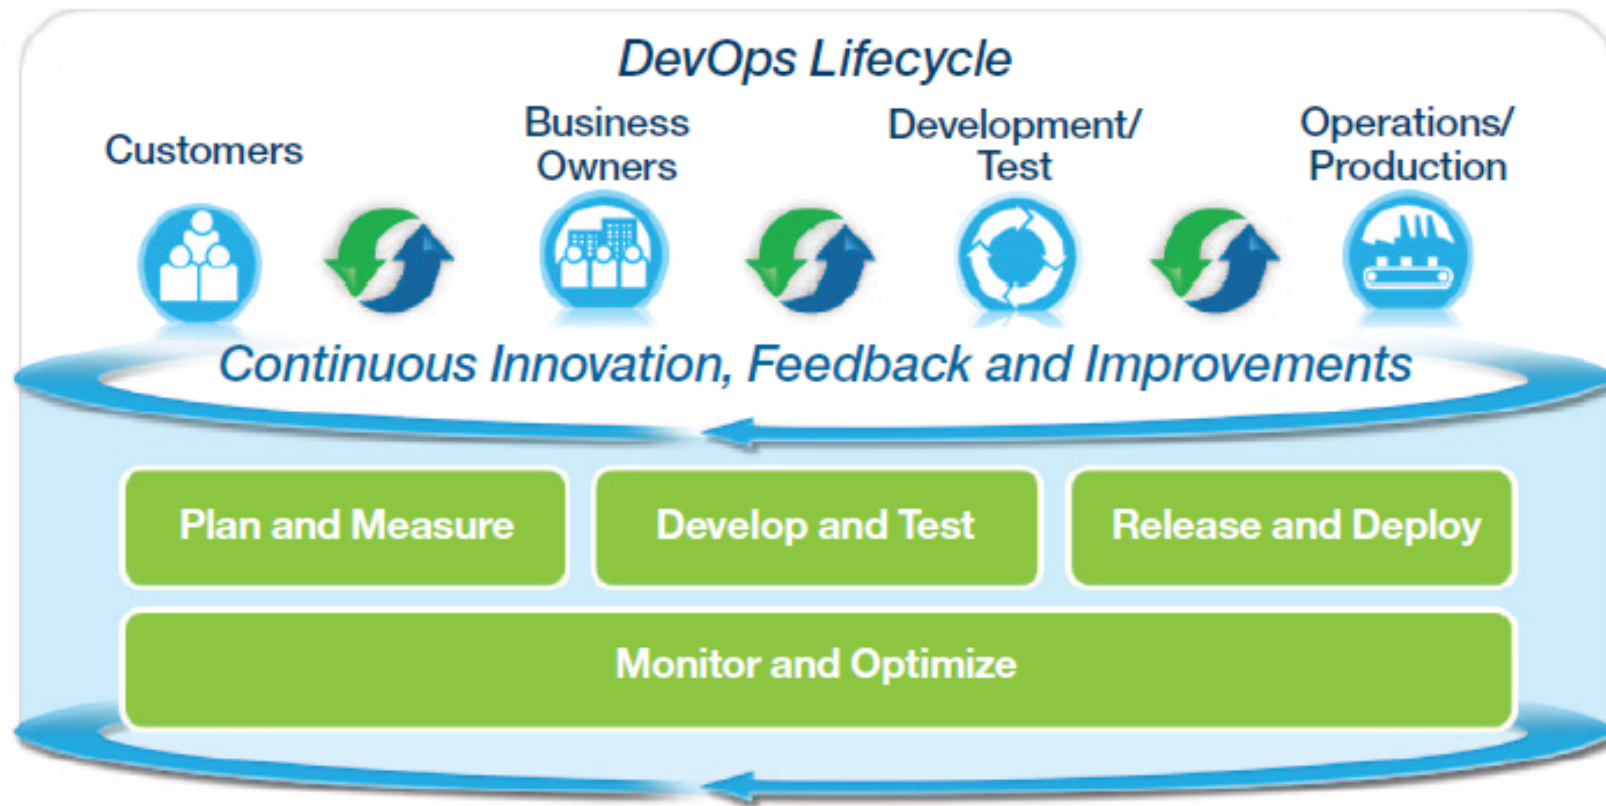 DevOps Lifecycle
Customers
Business
Owners
Development/
Test
Operations/
Production
Continuous Innovation, Feedback and Improvements
Plan and Measure
Develop and Test
Release and Deploy
Monitor and Optimize